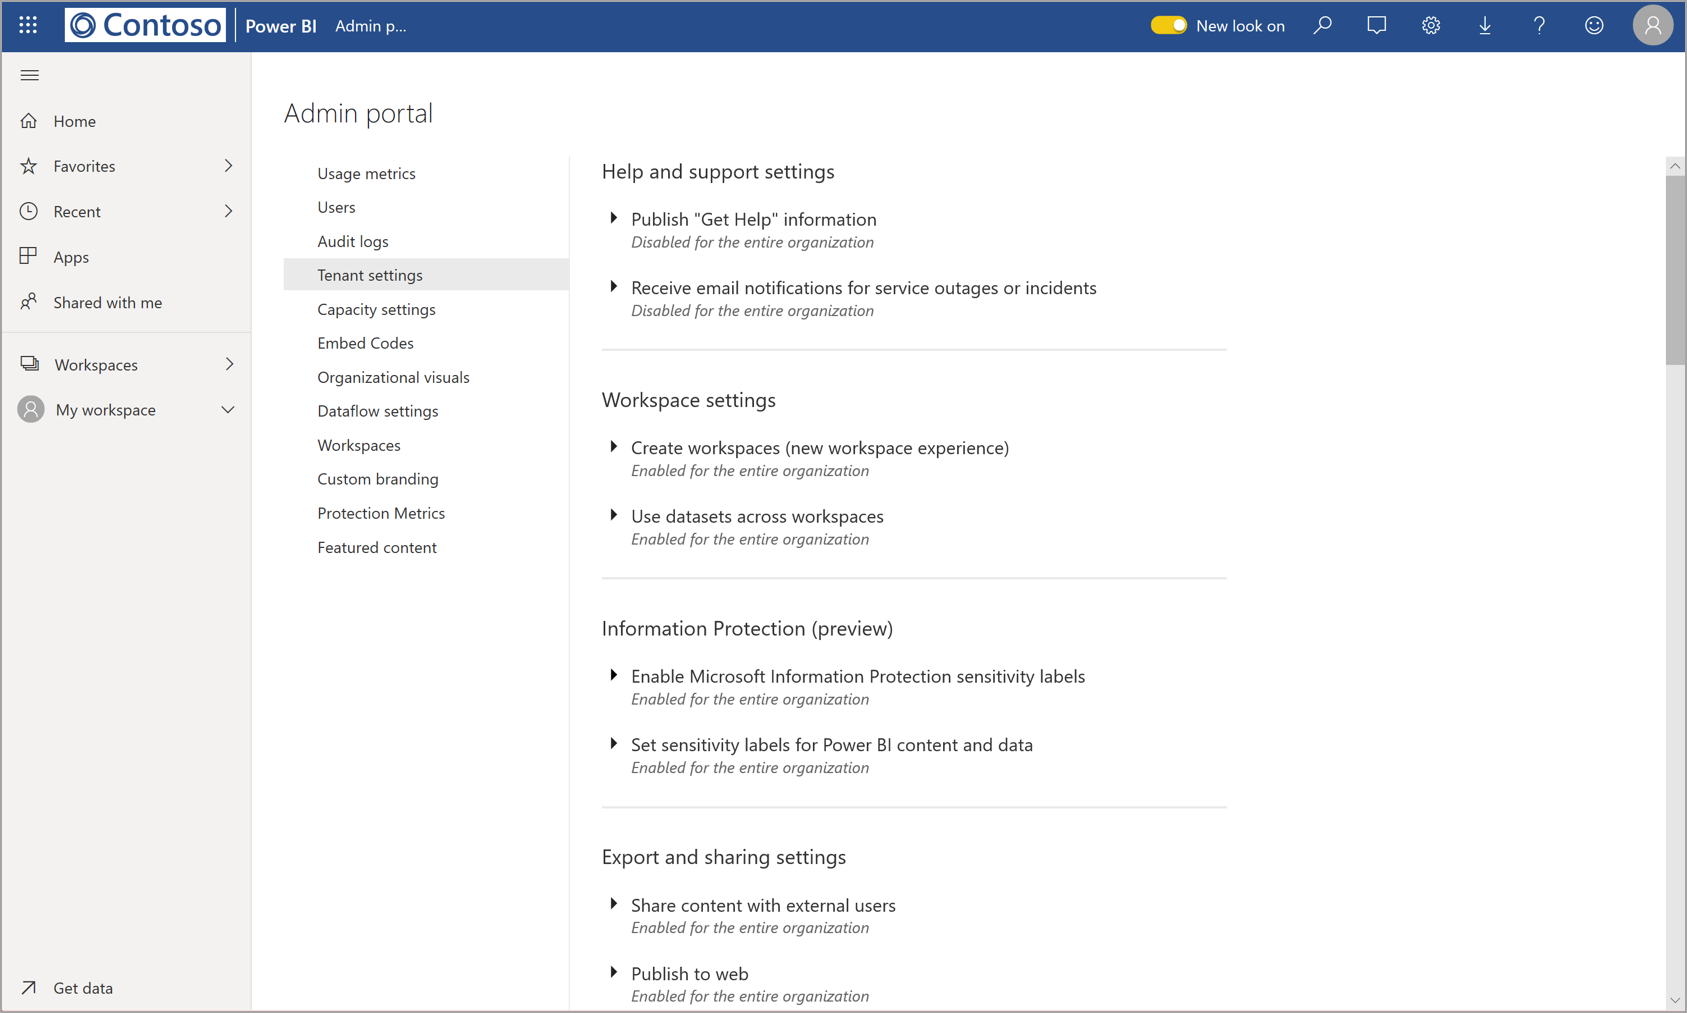 Contoso
Power BI
Admin p...
New look on
Home
Favorites
Recent
Apps
Shared with me
Workspaces
My workspace
Get data
Admin portal
Usage metrics
Users
Audit logs
Tenant settings
Capacity settings
Embed Codes
Organizational visuals
Dataflow settings
Workspaces
Custom branding
Protection Metrics
Featured content
Help and support settings
Publish "Get Help" information
Disabled for the entire organization
Receive email notifications for service outages or incidents
Disabled for the entire organization
Workspace settings
Create workspaces (new workspace experience)
Enabled for the entire organization
Use datasets across workspaces
Enabled for the entire organization
Information Protection (preview)
Enable Microsoft Information Protection sensitivity labels
Enabled for the entire organization
Set sensitivity labels for Power BI content and data
Enabled for the entire organization
Export and sharing settings
Share content with external users
Enabled for the entire organization
Publish to web
Enabled for the entire organization